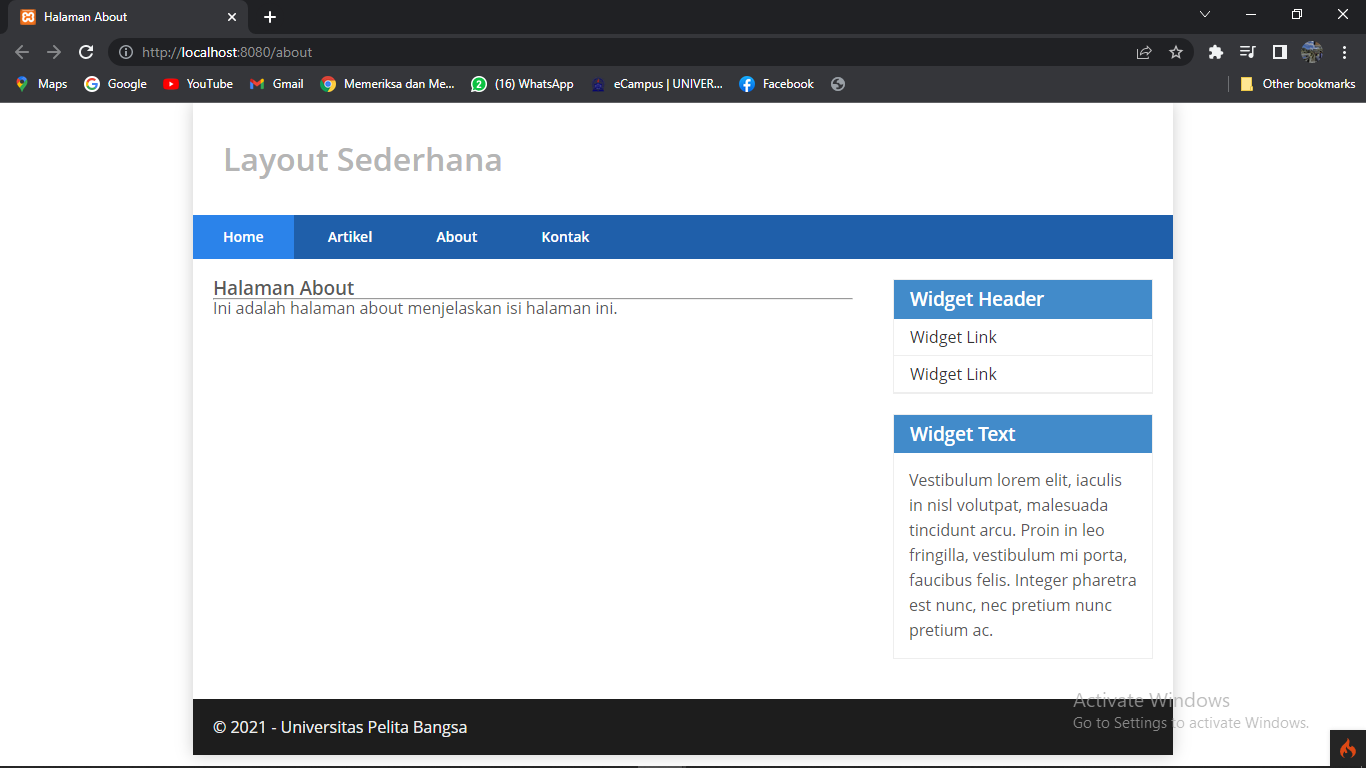 Halaman About
http://localhost:8080/about
Maps Google YouTube Gmail Memeriksa dan Me... (16) WhatsApp eCampus | UNIVER... Facebook Other bookmarks
Layout Sederhana
Home Artikel About Kontak
Halaman About
Ini adalah halaman about menjelaskan isi halaman ini.
Widget Header
Widget Link
Widget Link
Widget Text
Vestibulum lorem elit, iaculis
in nisl volutpat, malesuada
tincidunt arcu. Proin in leo
fringilla, vestibulum mi porta,
faucibus felis. Integer pharetra
est nunc, nec pretium nunc
pretium ac.
© 2021 - Universitas Pelita Bangsa
Activate Windows
Go to Settings to activate Windows.